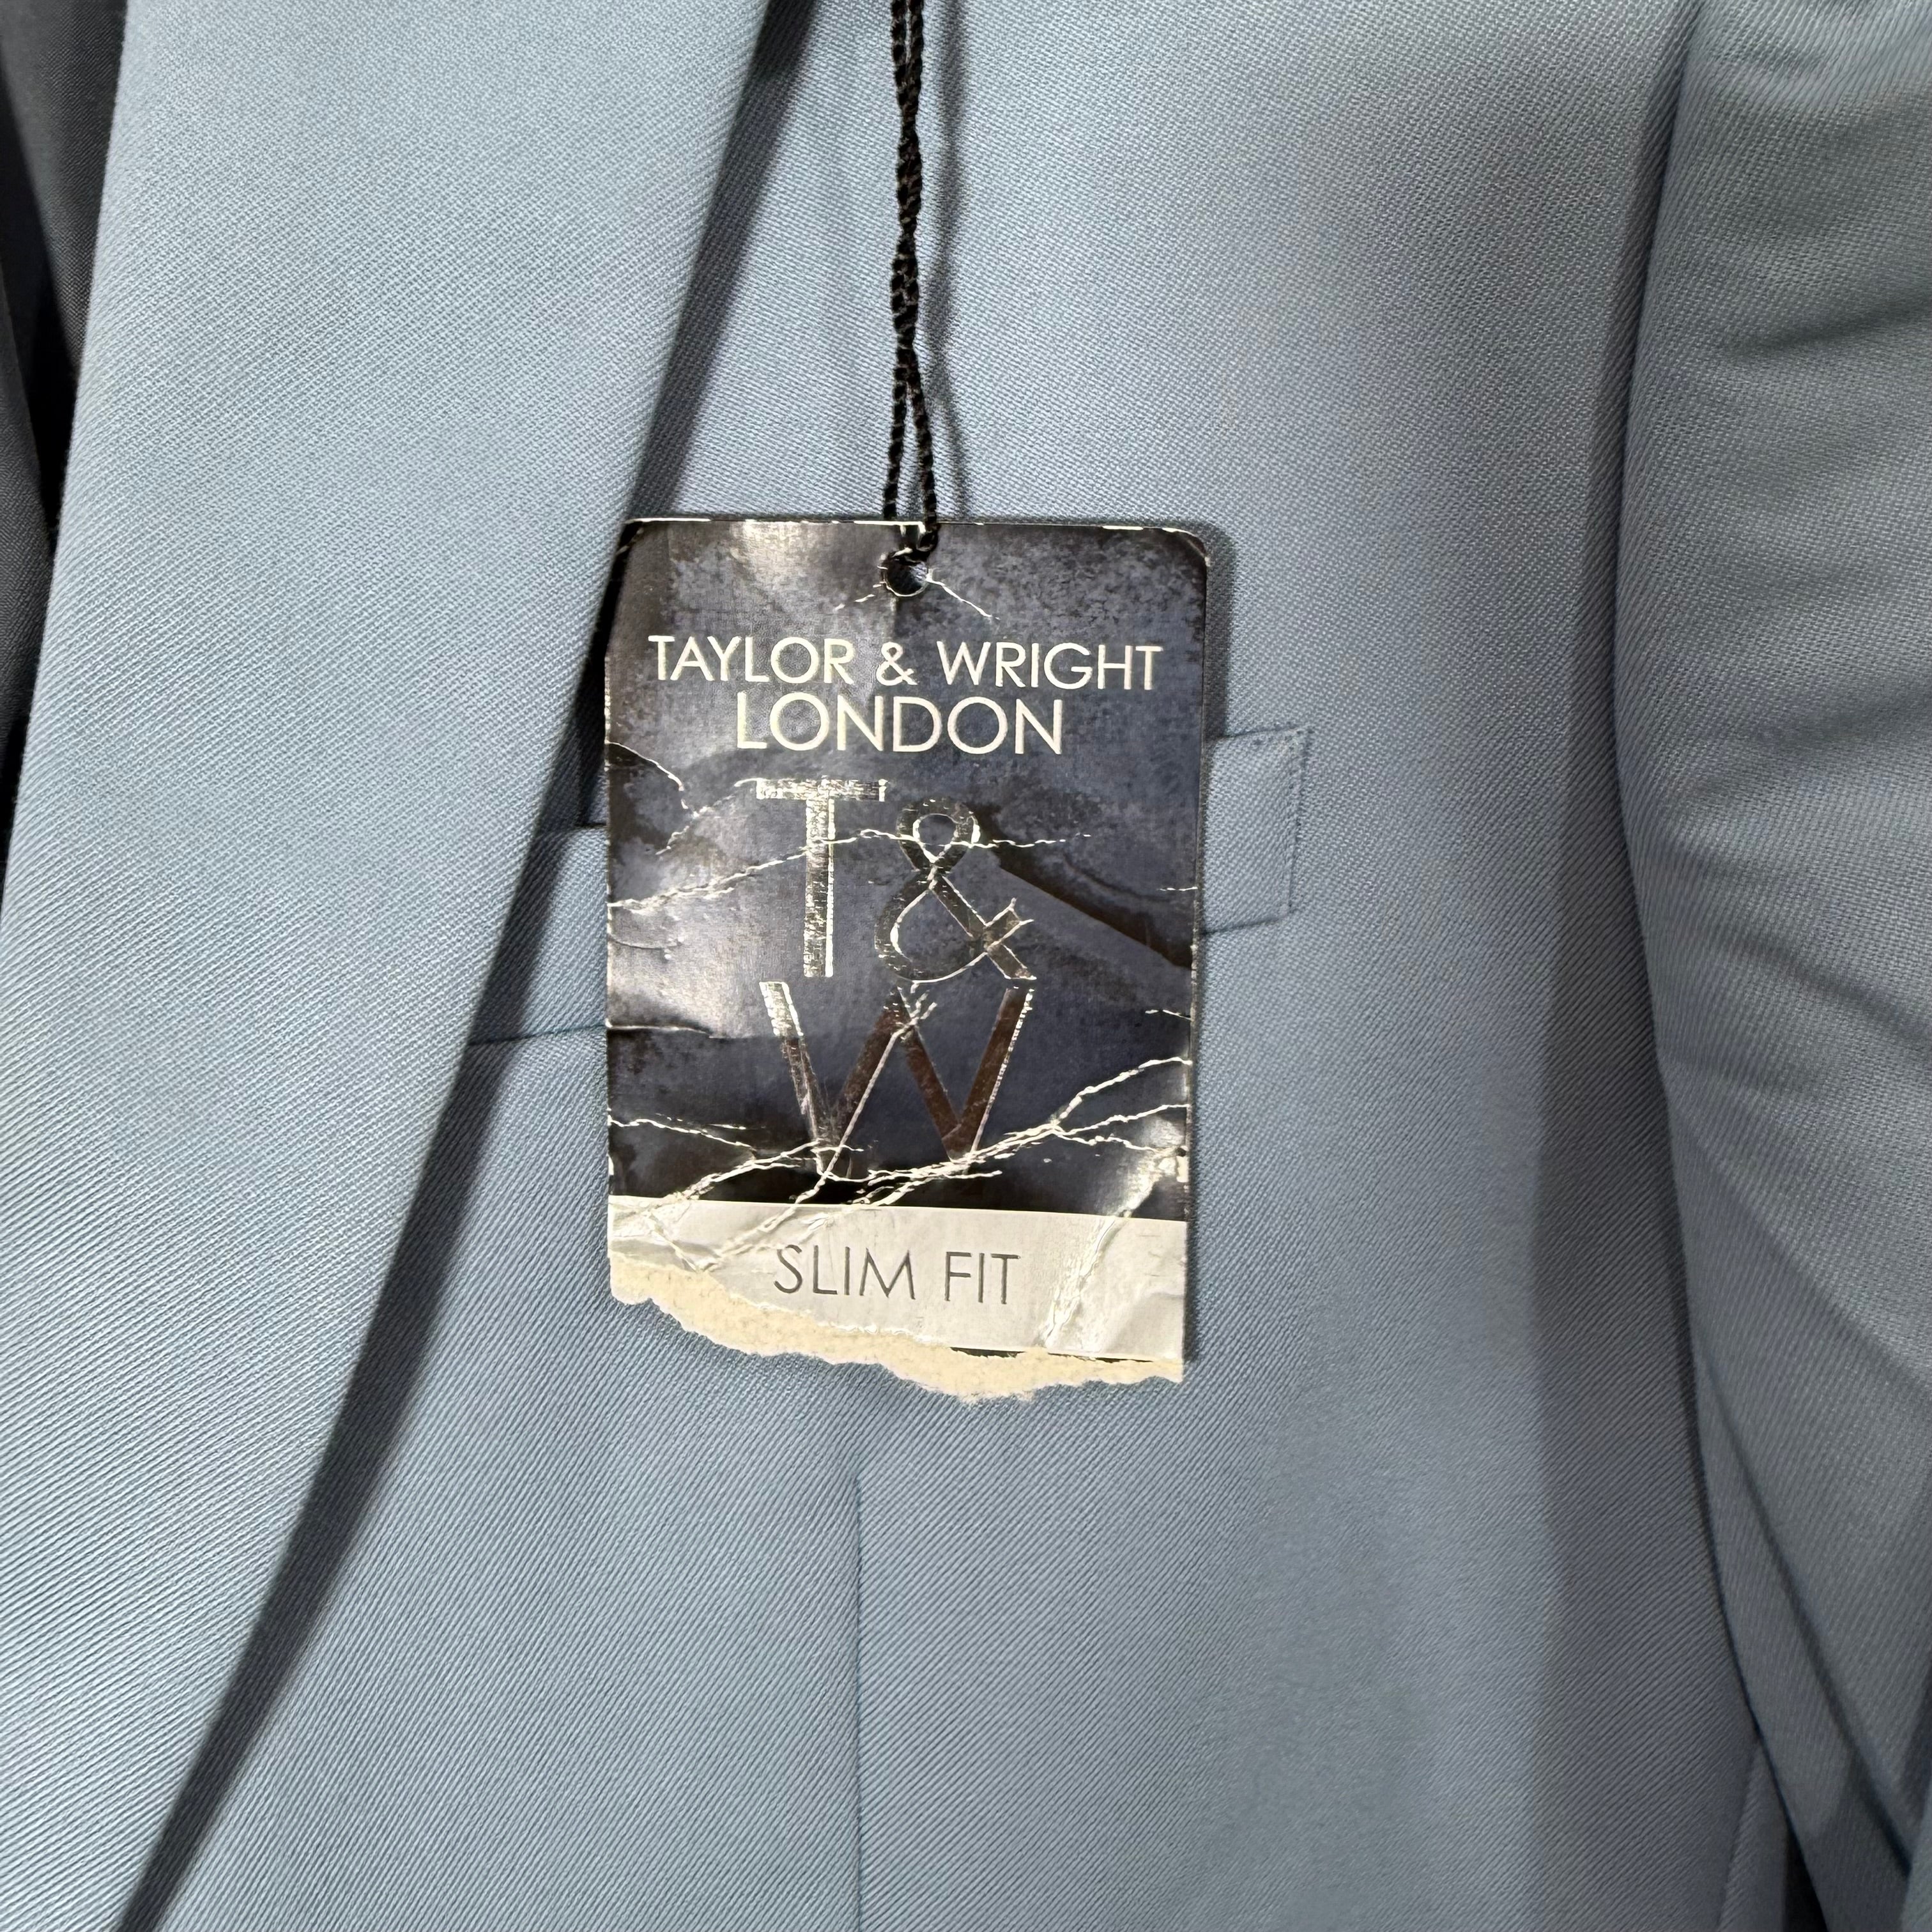 TAYLOR & WRIGHT
LONDON
T&
W
SLIM FIT